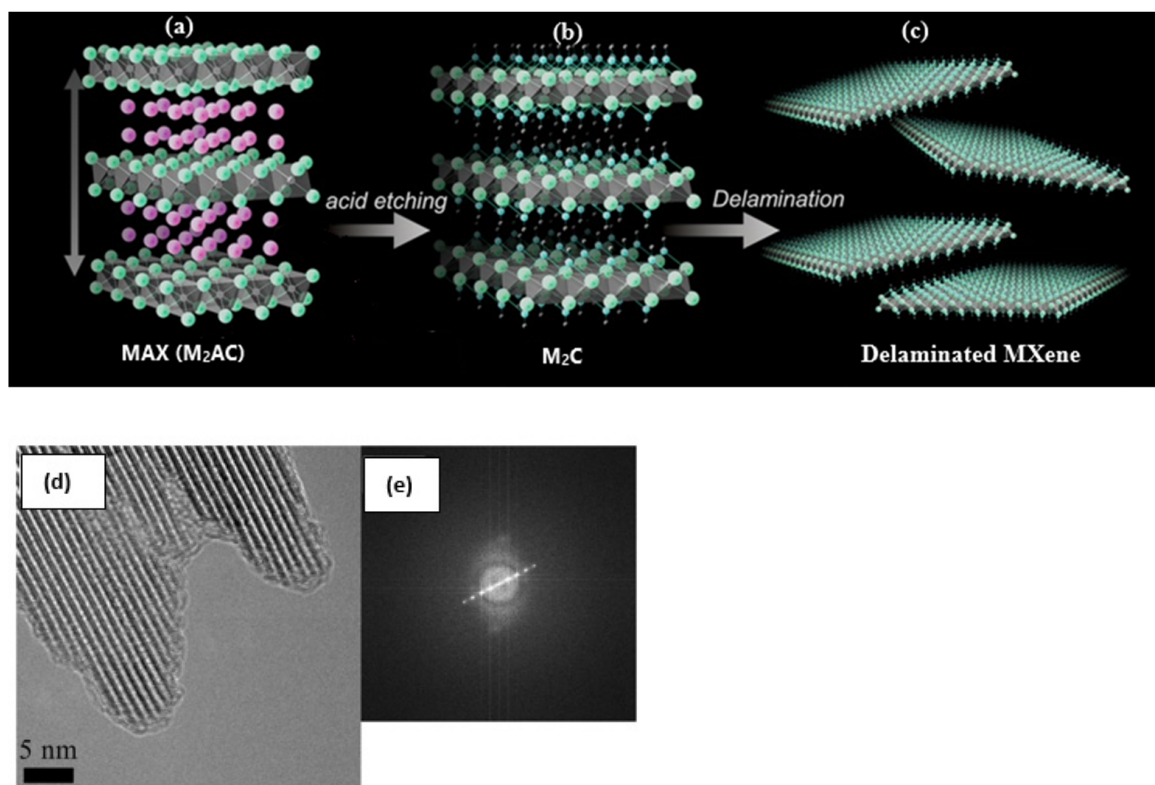 (a)
(b)
(c)
acid etching
Delamination
MAX (M₂AC)
M₂C
Delaminated MXene
(d)
(e)
5 nm